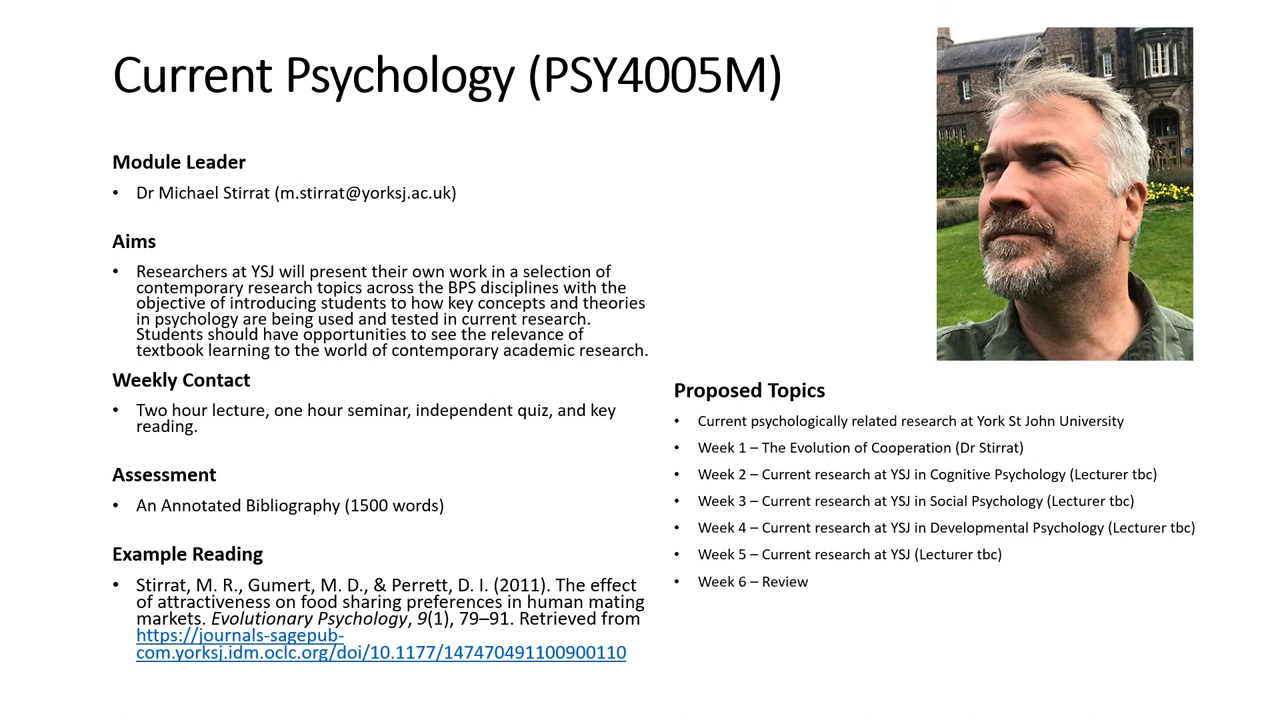 Current Psychology (PSY4005M)
Module Leader
• Dr Michael Stirrat (m.stirrat@yorksj.ac.uk)
Aims
• Researchers at YSJ will present their own work in a selection of
contemporary research topics across the BPS disciplines with the
objective of introducing students to how key concepts and theories
in psychology are being used and tested in current research.
Students should have opportunities to see the relevance of
textbook learning to the world of contemporary academic research.
Weekly Contact
• Two hour lecture, one hour seminar, independent quiz, and key
reading.
Assessment
• An Annotated Bibliography (1500 words)
Example Reading
• Stirrat, M. R., Gumert, M. D., & Perrett, D. I. (2011). The effect
of attractiveness on food sharing preferences in human mating
markets. Evolutionary Psychology, 9(1), 79–91. Retrieved from
https://journals-sagepub-
com.yorksj.idm.oclc.org/doi/10.1177/147470491100900110
Proposed Topics
• Current psychologically related research at York St John University
• Week 1 – The Evolution of Cooperation (Dr Stirrat)
• Week 2 – Current research at YSJ in Cognitive Psychology (Lecturer tbc)
• Week 3 – Current research at YSJ in Social Psychology (Lecturer tbc)
• Week 4 – Current research at YSJ in Developmental Psychology (Lecturer tbc)
• Week 5 – Current research at YSJ (Lecturer tbc)
• Week 6 – Review